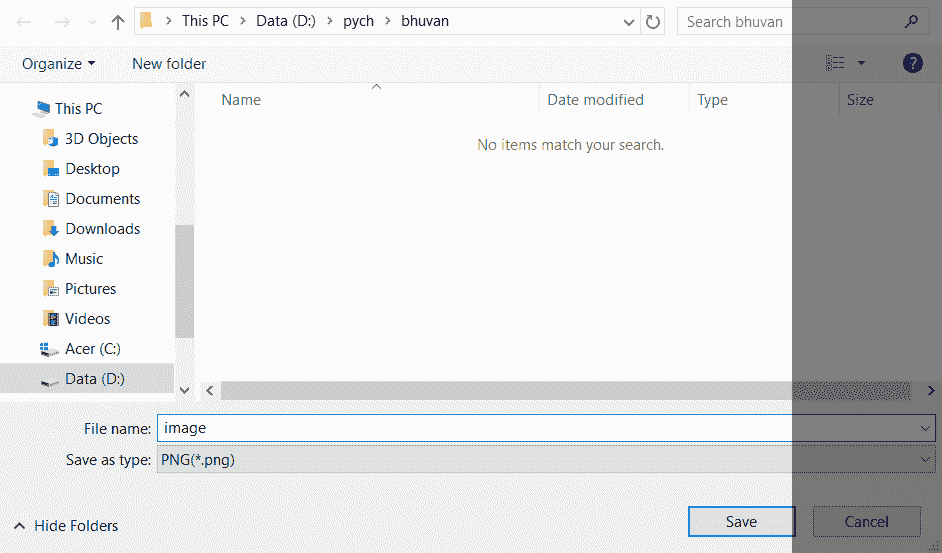 This PC > Data (D:) > pych > bhuvan
Search bhuvan
Organize
New folder
?
Name
Date modified
Type
Size
No items match your search.
This PC
3D Objects
Desktop
Documents
Downloads
Music
Pictures
Videos
Acer (C:)
Data (D:)
File name: image
Save as type: PNG(*.png)
Hide Folders
Save
Cancel